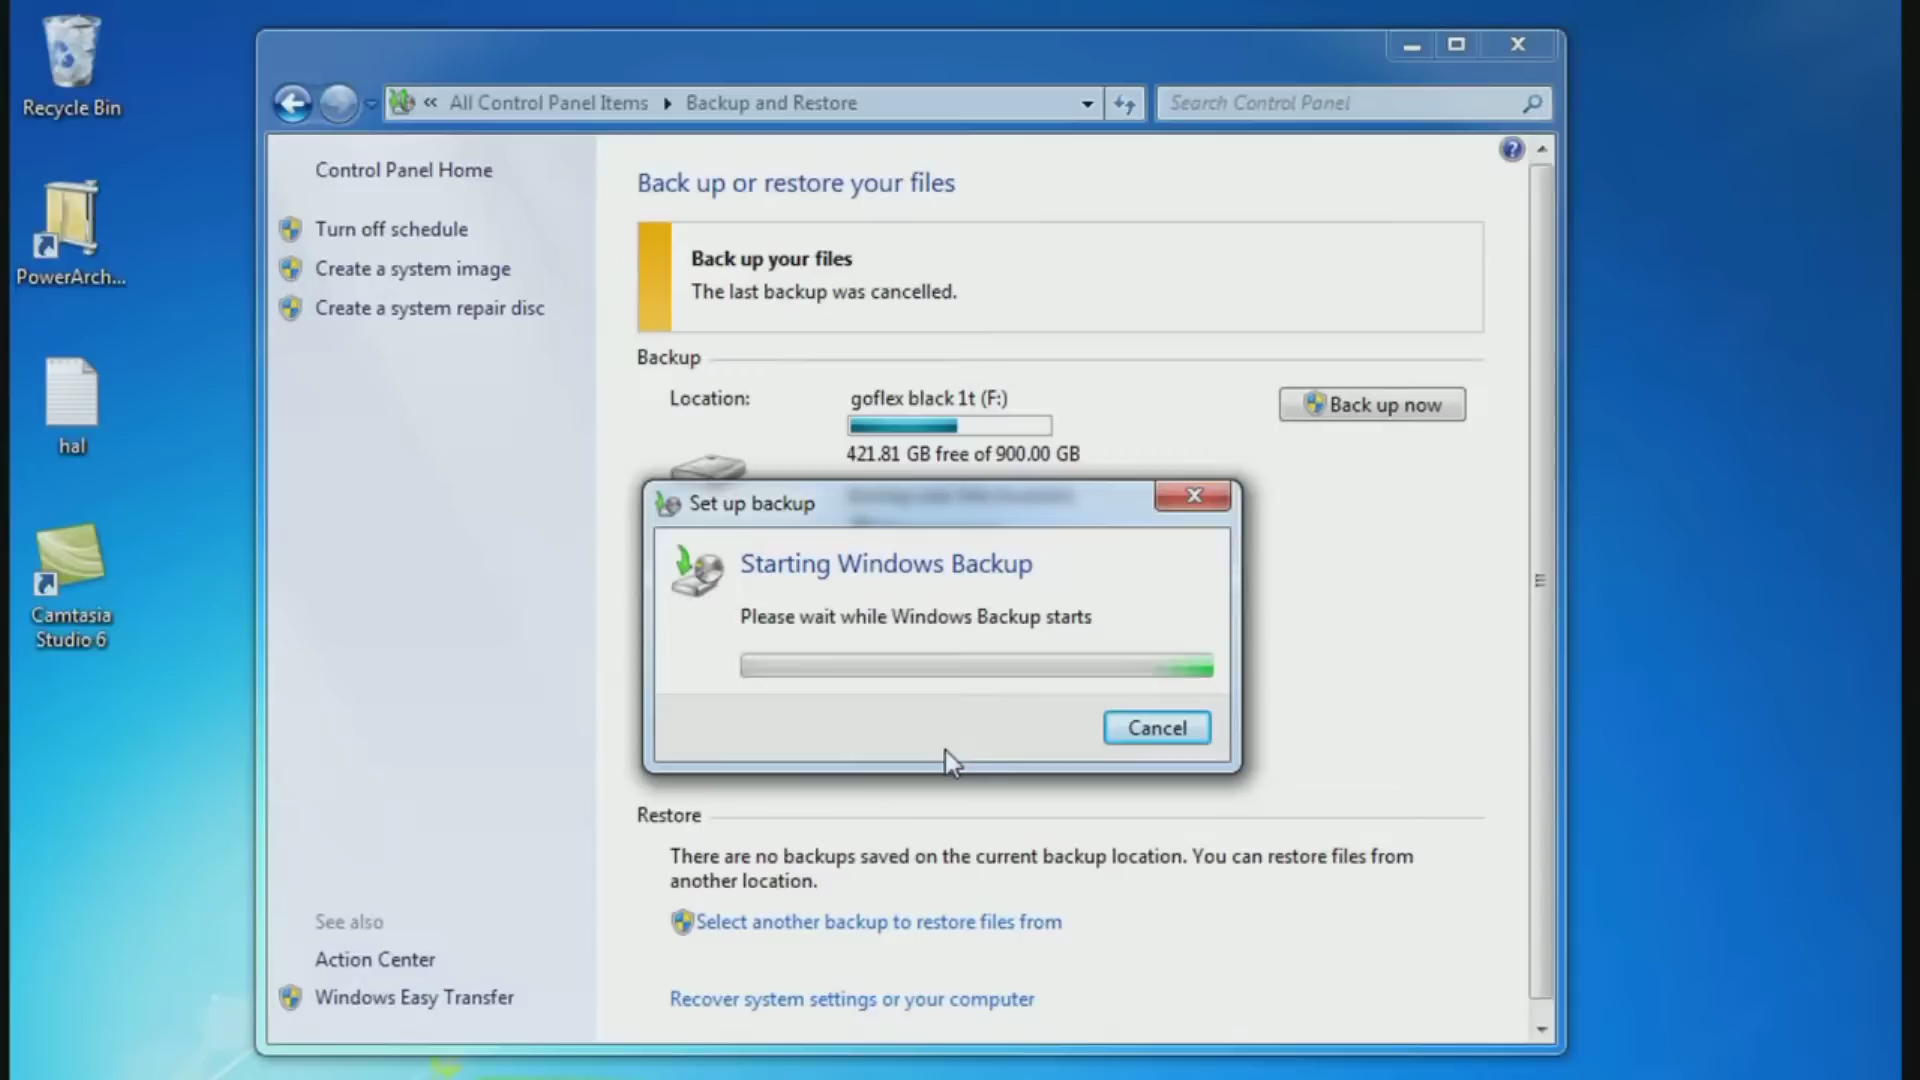 Recycle Bin
PowerArch...
hal
Camtasia
Studio 6
« All Control Panel Items ▸ Backup and Restore
Search Control Panel
Control Panel Home
Turn off schedule
Create a system image
Create a system repair disc
See also
Action Center
Windows Easy Transfer
Back up or restore your files
Back up your files
The last backup was cancelled.
Backup
Location:
goflex black 1t (F:)
Back up now
421.81 GB free of 900.00 GB
Set up backup
Starting Windows Backup
Please wait while Windows Backup starts
Cancel
Restore
There are no backups saved on the current backup location. You can restore files from
another location.
Select another backup to restore files from
Recover system settings or your computer